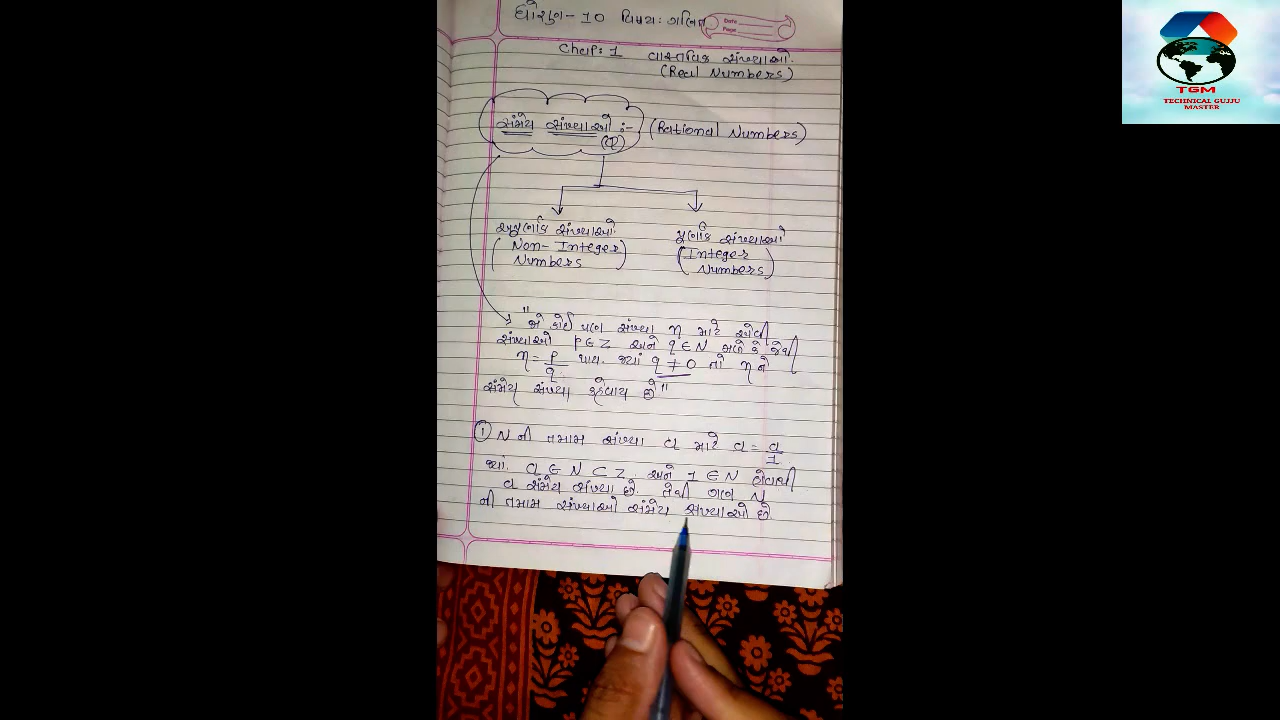 ધોરણ-10 વિષય: ગણિત
Date
Page
Chap: 1 વાસ્તવિક સંખ્યાઓ.
(Real Numbers)
સંમેય સંખ્યાઓ :- (Rational Numbers)
(Q)
અપૂર્ણાંક સંખ્યાઓ
(Non-Integer
Numbers)
પૂર્ણાંક સંખ્યાઓ
(Integer
Numbers)
"જો કોઈ પણ સંખ્યા n માટે એવી
સંખ્યાઓ p∈Z અને q∈N મળે કે જેથી
n = p/q થાય. જ્યાં q ≠ 0 તો n ને
સંમેય સંખ્યા કહેવાય છે"
① N ની તમામ સંખ્યા a માટે a = a/1
જ્યાં a ∈ N ⊂ Z. અને 1 ∈ N હોવાથી
a સંમેય સંખ્યા છે. તેથી ગણ N
ની તમામ સંખ્યાઓ સંમેય સંખ્યાઓ છે.
TGM
TECHNICAL GUJJU
MASTER